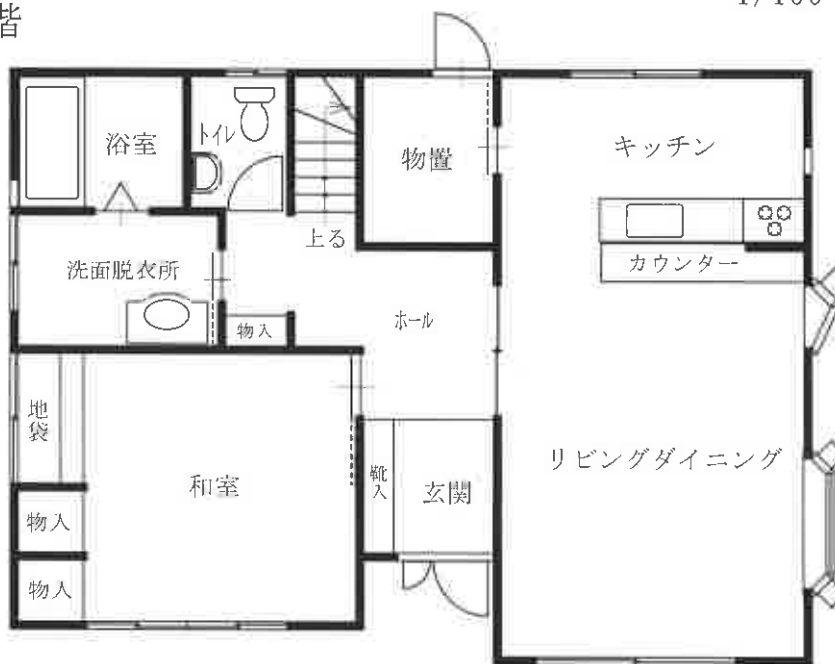 階
1/100
浴室
トイレ
物置
キッチン
上る
カウンター
洗面脱衣所
物入
ホール
地袋
和室
靴入
玄関
リビングダイニング
物入
物入